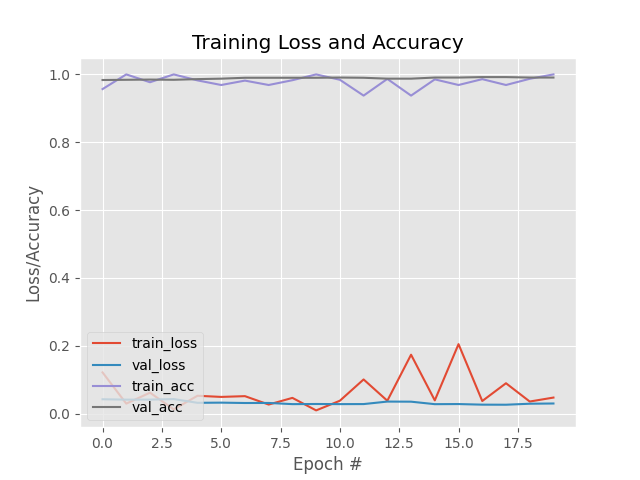 Training Loss and Accuracy
1.0
0.8
0.6
0.4
0.2
0.0
Loss/Accuracy
train_loss
val_loss
train_acc
val_acc
0.0 2.5 5.0 7.5 10.0 12.5 15.0 17.5
Epoch #